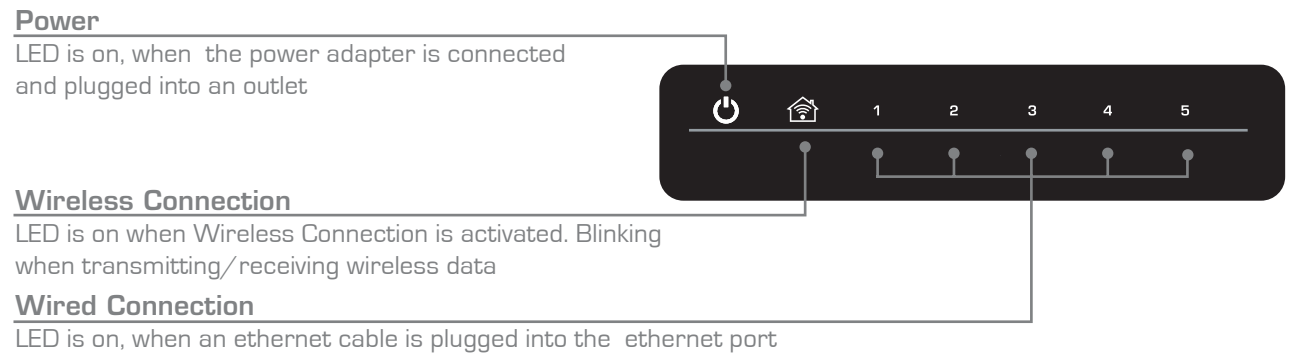 Power
LED is on, when the power adapter is connected
and plugged into an outlet
1 2 3 4 5
Wireless Connection
LED is on when Wireless Connection is activated. Blinking
when transmitting/receiving wireless data
Wired Connection
LED is on, when an ethernet cable is plugged into the ethernet port